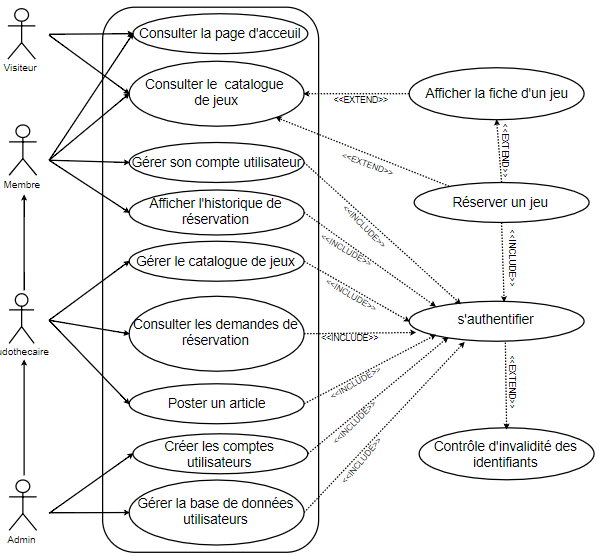 Consulter la page d'acceuil
Visiteur
Consulter le catalogue
de jeux
<<EXTEND>>
Afficher la fiche d'un jeu
<<EXTEND>>
<<EXTEND>>
Membre
Gérer son compte utilisateur
Afficher l'historique de
réservation
Réserver un jeu
<<INCLUDE>>
<<INCLUDE>>
<<INCLUDE>>
Gérer le catalogue de jeux
<<INCLUDE>>
udothecaire
Consulter les demandes de
réservation
<<INCLUDE>>
s'authentifier
<<EXTEND>>
Poster un article
<<INCLUDE>>
Créer les comptes
utilisateurs
<<INCLUDE>>
Contrôle d'invalidité des
identifiants
Gérer la base de données
utilisateurs
<<INCLUDE>>
Admin